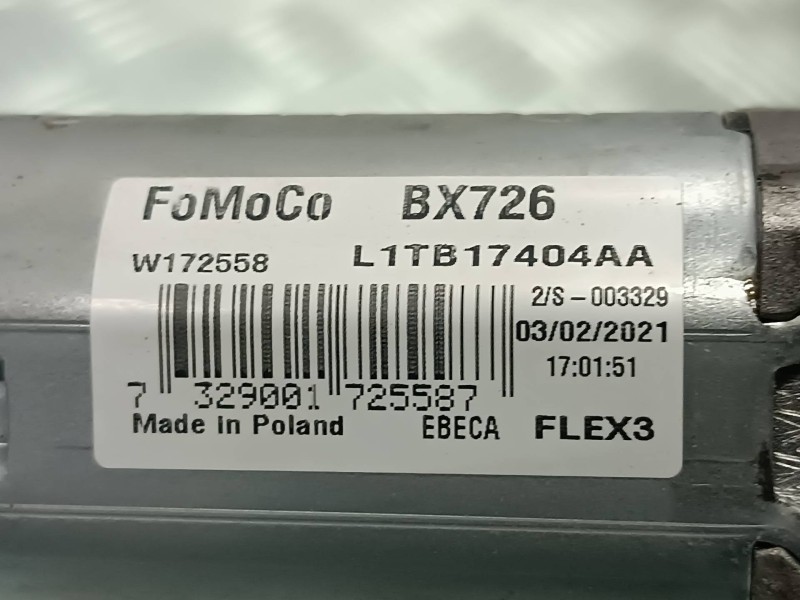 FoMoCo BX726
W172558 L1TB17404AA
2/S-003329
03/02/2021
17:01:51
7 329001 725587
Made in Poland EBECA FLEX3